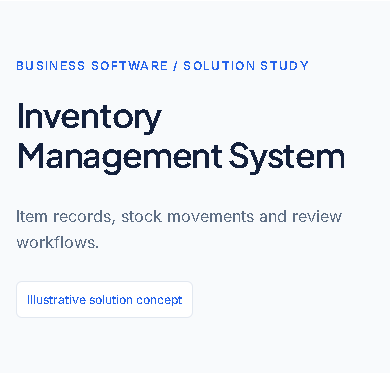 BUSINESS SOFTWARE / SOLUTION STUDY
Inventory
Management System
Item records, stock movements and review
workflows.
Illustrative solution concept